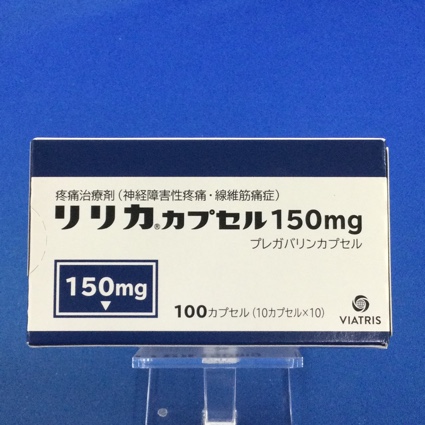 疼痛治療剤（神経障害性疼痛・線維筋痛症）
リリカ®カプセル150mg
プレガバリンカプセル
150mg
100カプセル（10カプセル×10）
VIATRIS